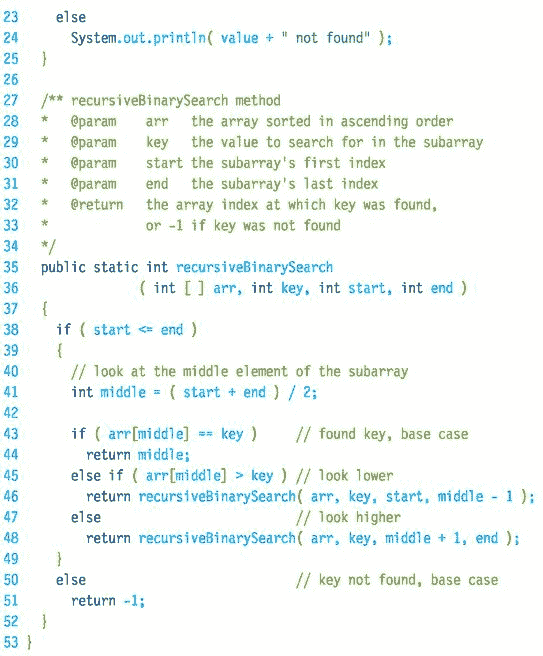 23     else
24       System.out.println( value + " not found" );
25   }
26
27   /** recursiveBinarySearch method
28   *   @param    arr   the array sorted in ascending order
29   *   @param    key   the value to search for in the subarray
30   *   @param    start the subarray's first index
31   *   @param    end   the subarray's last index
32   *   @return   the array index at which key was found,
33   *             or -1 if key was not found
34   */
35   public static int recursiveBinarySearch
36                ( int [ ] arr, int key, int start, int end )
37   {
38     if ( start <= end )
39     {
40       // look at the middle element of the subarray
41       int middle = ( start + end ) / 2;
42
43       if ( arr[middle] == key )     // found key, base case
44         return middle;
45       else if ( arr[middle] > key ) // look lower
46         return recursiveBinarySearch( arr, key, start, middle - 1 );
47       else                          // look higher
48         return recursiveBinarySearch( arr, key, middle + 1, end );
49     }
50     else                            // key not found, base case
51       return -1;
52   }
53 }